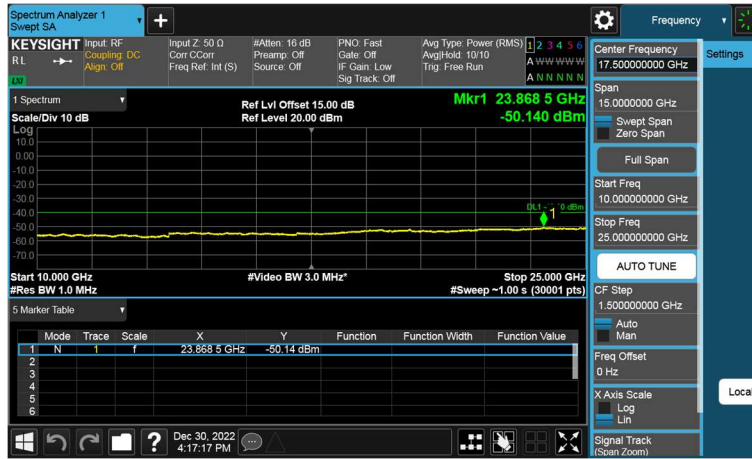 Spectrum Analyzer 1
Swept SA
Frequency
KEYSIGHT
RL
LXI
Input: RF
Coupling: DC
Align: Off
Input Z: 50 Ω
Corr CCorr
Freq Ref: Int (S)
#Atten: 16 dB
Preamp: Off
Source: Off
PNO: Fast
Gate: Off
IF Gain: Low
Sig Track: Off
Avg Type: Power (RMS)
Avg|Hold: 10/10
Trig: Free Run
1 2 3 4 5 6
A W W W W W
A N N N N N
1 Spectrum
Scale/Div 10 dB
Ref Lvl Offset 15.00 dB
Ref Level 20.00 dBm
Mkr1 23.868 5 GHz
-50.140 dBm
Log
10.0
0.00
-10.0
-20.0
-30.0
-40.0
-50.0
-60.0
-70.0
DL1
dBm
1
Start 10.000 GHz
#Res BW 1.0 MHz
#Video BW 3.0 MHz*
Stop 25.000 GHz
#Sweep ~1.00 s (30001 pts)
5 Marker Table
Mode Trace Scale X Y Function Function Width Function Value
1 N 1 f 23.868 5 GHz -50.14 dBm
2
3
4
5
6
Dec 30, 2022
4:17:17 PM
Center Frequency
17.500000000 GHz
Span
15.0000000 GHz
Swept Span
Zero Span
Full Span
Start Freq
10.000000000 GHz
Stop Freq
25.000000000 GHz
AUTO TUNE
CF Step
1.500000000 GHz
Auto
Man
Freq Offset
0 Hz
X Axis Scale
Log
Lin
Signal Track
(Span Zoom)
Settings
Local